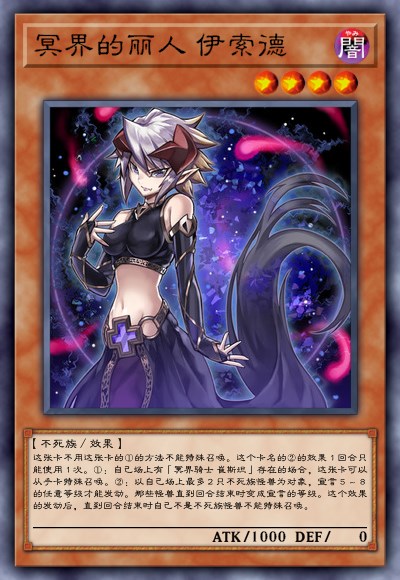 冥界的丽人 伊索德
やみ
闇
【不死族／效果】
这张卡不用这张卡的①的方法不能特殊召唤。这个卡名的②的效果1回合只
能使用1次。①：自己场上有「冥界骑士 崔斯坦」存在的场合，这张卡可以
从手卡特殊召唤。②：以自己场上最多2只不死族怪兽为对象，宣言5－8
的任意等级才能发动。那些怪兽直到回合结束时变成宣言的等级。这个效果
的发动后，直到回合结束时自己不是不死族怪兽不能特殊召唤。
ATK/1000 DEF/ 0